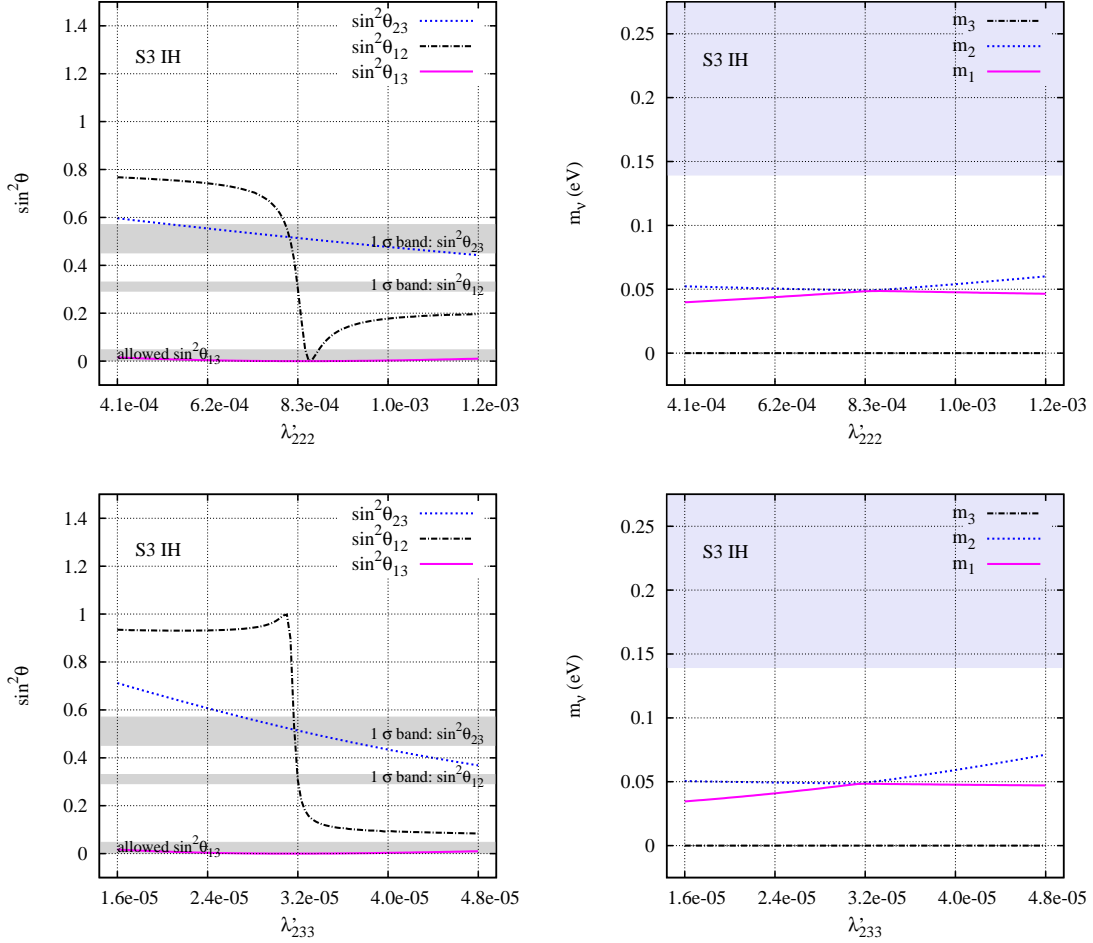 1.4
1.2
1
0.8
0.6
0.4
0.2
0
sin²θ
sin²θ₂₃
sin²θ₁₂
sin²θ₁₃
S3 IH
1 σ band: sin²θ₂₃
1 σ band: sin²θ₁₂
allowed sin²θ₁₃
4.1e-04 6.2e-04 8.3e-04 1.0e-03 1.2e-03
λ'₂₂₂
0.25
0.2
0.15
0.1
0.05
0
m_ν (eV)
S3 IH
m₃
m₂
m₁
4.1e-04 6.2e-04 8.3e-04 1.0e-03 1.2e-03
λ'₂₂₂
1.4
1.2
1
0.8
0.6
0.4
0.2
0
sin²θ
sin²θ₂₃
sin²θ₁₂
sin²θ₁₃
S3 IH
1 σ band: sin²θ₂₃
1 σ band: sin²θ₁₂
allowed sin²θ₁₃
1.6e-05 2.4e-05 3.2e-05 4.0e-05 4.8e-05
λ'₂₃₃
0.25
0.2
0.15
0.1
0.05
0
m_ν (eV)
S3 IH
m₃
m₂
m₁
1.6e-05 2.4e-05 3.2e-05 4.0e-05 4.8e-05
λ'₂₃₃